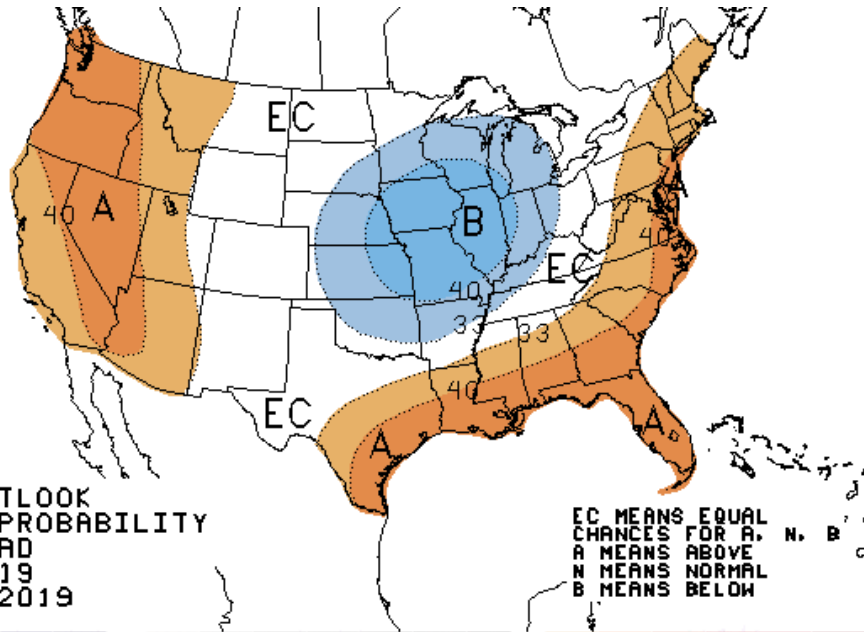 EC
A
40
A
B
40
EC
40
33
33
40
EC
A
A
TLOOK
PROBABILITY
AD
19
2019
EC MEANS EQUAL
CHANCES FOR A, N, B
A MEANS ABOVE
N MEANS NORMAL
B MEANS BELOW